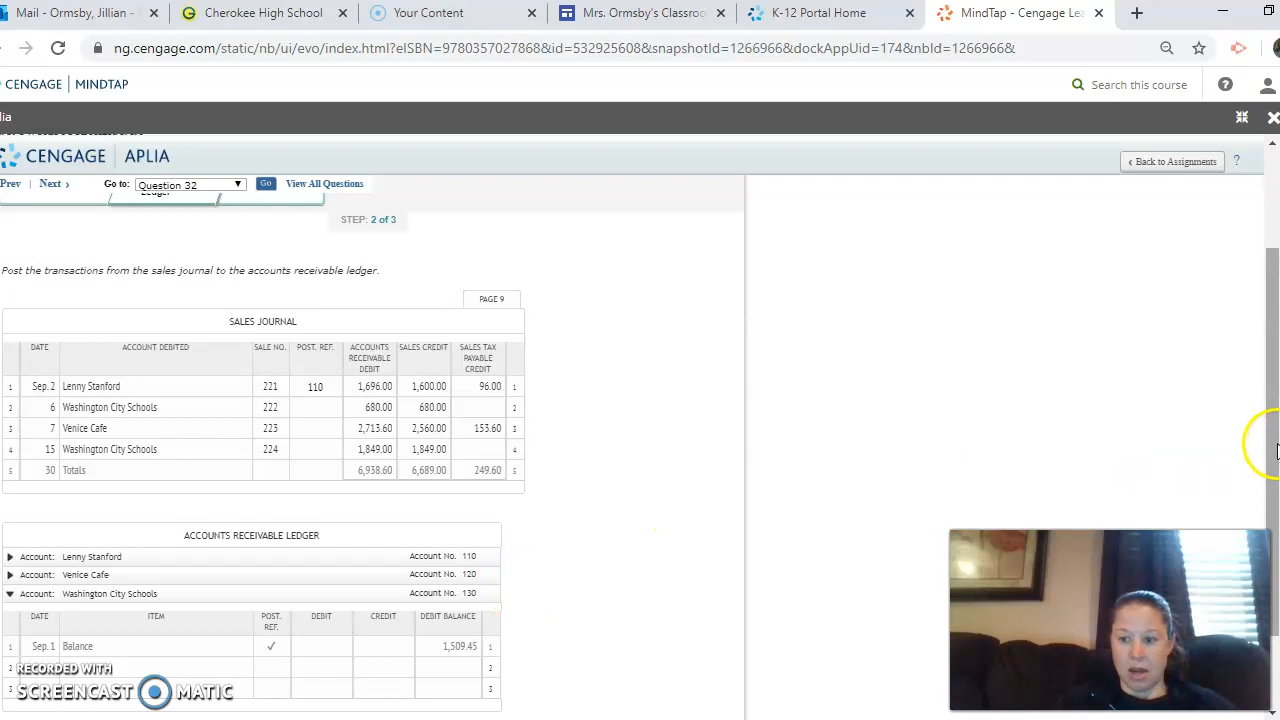 Mail - Ormsby, Jillian -
Cherokee High School
Your Content
Mrs. Ormsby's Classroo
K-12 Portal Home
MindTap - Cengage Lea
ng.cengage.com/static/nb/ui/evo/index.html?eISBN=9780357027868&id=532925608&snapshotId=1266966&dockAppUid=174&nbId=1266966&
CENGAGE | MINDTAP
Search this course
lia
CENGAGE | APLIA
Back to Assignments
?
Prev | Next
Go to: Question 32
Go
View All Questions
Ledger
STEP: 2 of 3
Post the transactions from the sales journal to the accounts receivable ledger.
PAGE 9
SALES JOURNAL
DATE ACCOUNT DEBITED SALE NO. POST. REF. ACCOUNTS RECEIVABLE DEBIT SALES CREDIT SALES TAX PAYABLE CREDIT
1 Sep. 2 Lenny Stanford 221 110 1,696.00 1,600.00 96.00 1
2 6 Washington City Schools 222 680.00 680.00 2
3 7 Venice Cafe 223 2,713.60 2,560.00 153.60 3
4 15 Washington City Schools 224 1,849.00 1,849.00 4
5 30 Totals 6,938.60 6,689.00 249.60 5
ACCOUNTS RECEIVABLE LEDGER
Account: Lenny Stanford Account No. 110
Account: Venice Cafe Account No. 120
Account: Washington City Schools Account No. 130
DATE ITEM POST. REF. DEBIT CREDIT DEBIT BALANCE
1 Sep. 1 Balance ✓ 1,509.45 1
2 2
3 3
RECORDED WITH
SCREENCAST MATIC